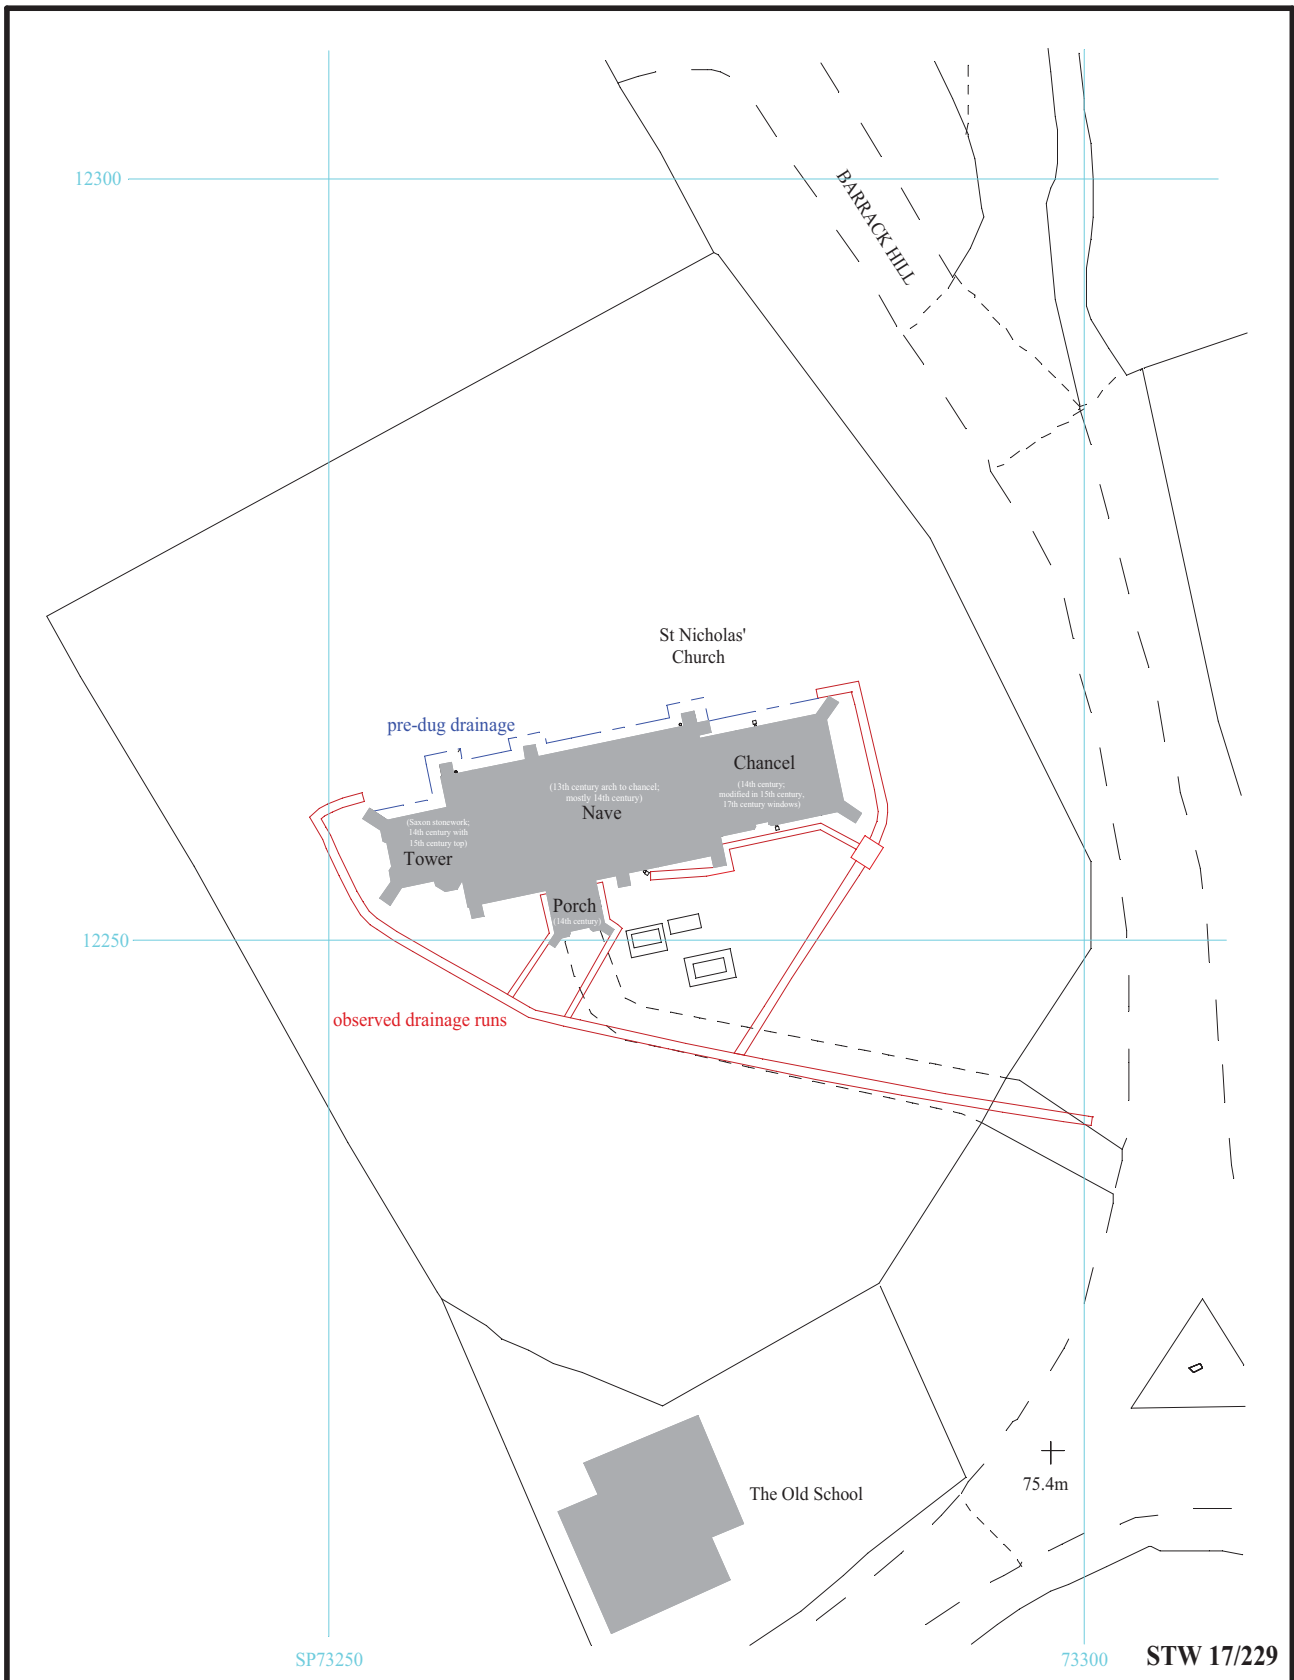 12300
BARRACK HILL
St Nicholas'
Church
pre-dug drainage
Chancel
(14th century;
modified in 15th century,
17th century windows)
(13th century arch to chancel;
mostly 14th century)
Nave
(Saxon stonework;
14th century with
15th century top)
Tower
Porch
(14th century)
12250
observed drainage runs
75.4m
The Old School
SP73250
73300
STW 17/229